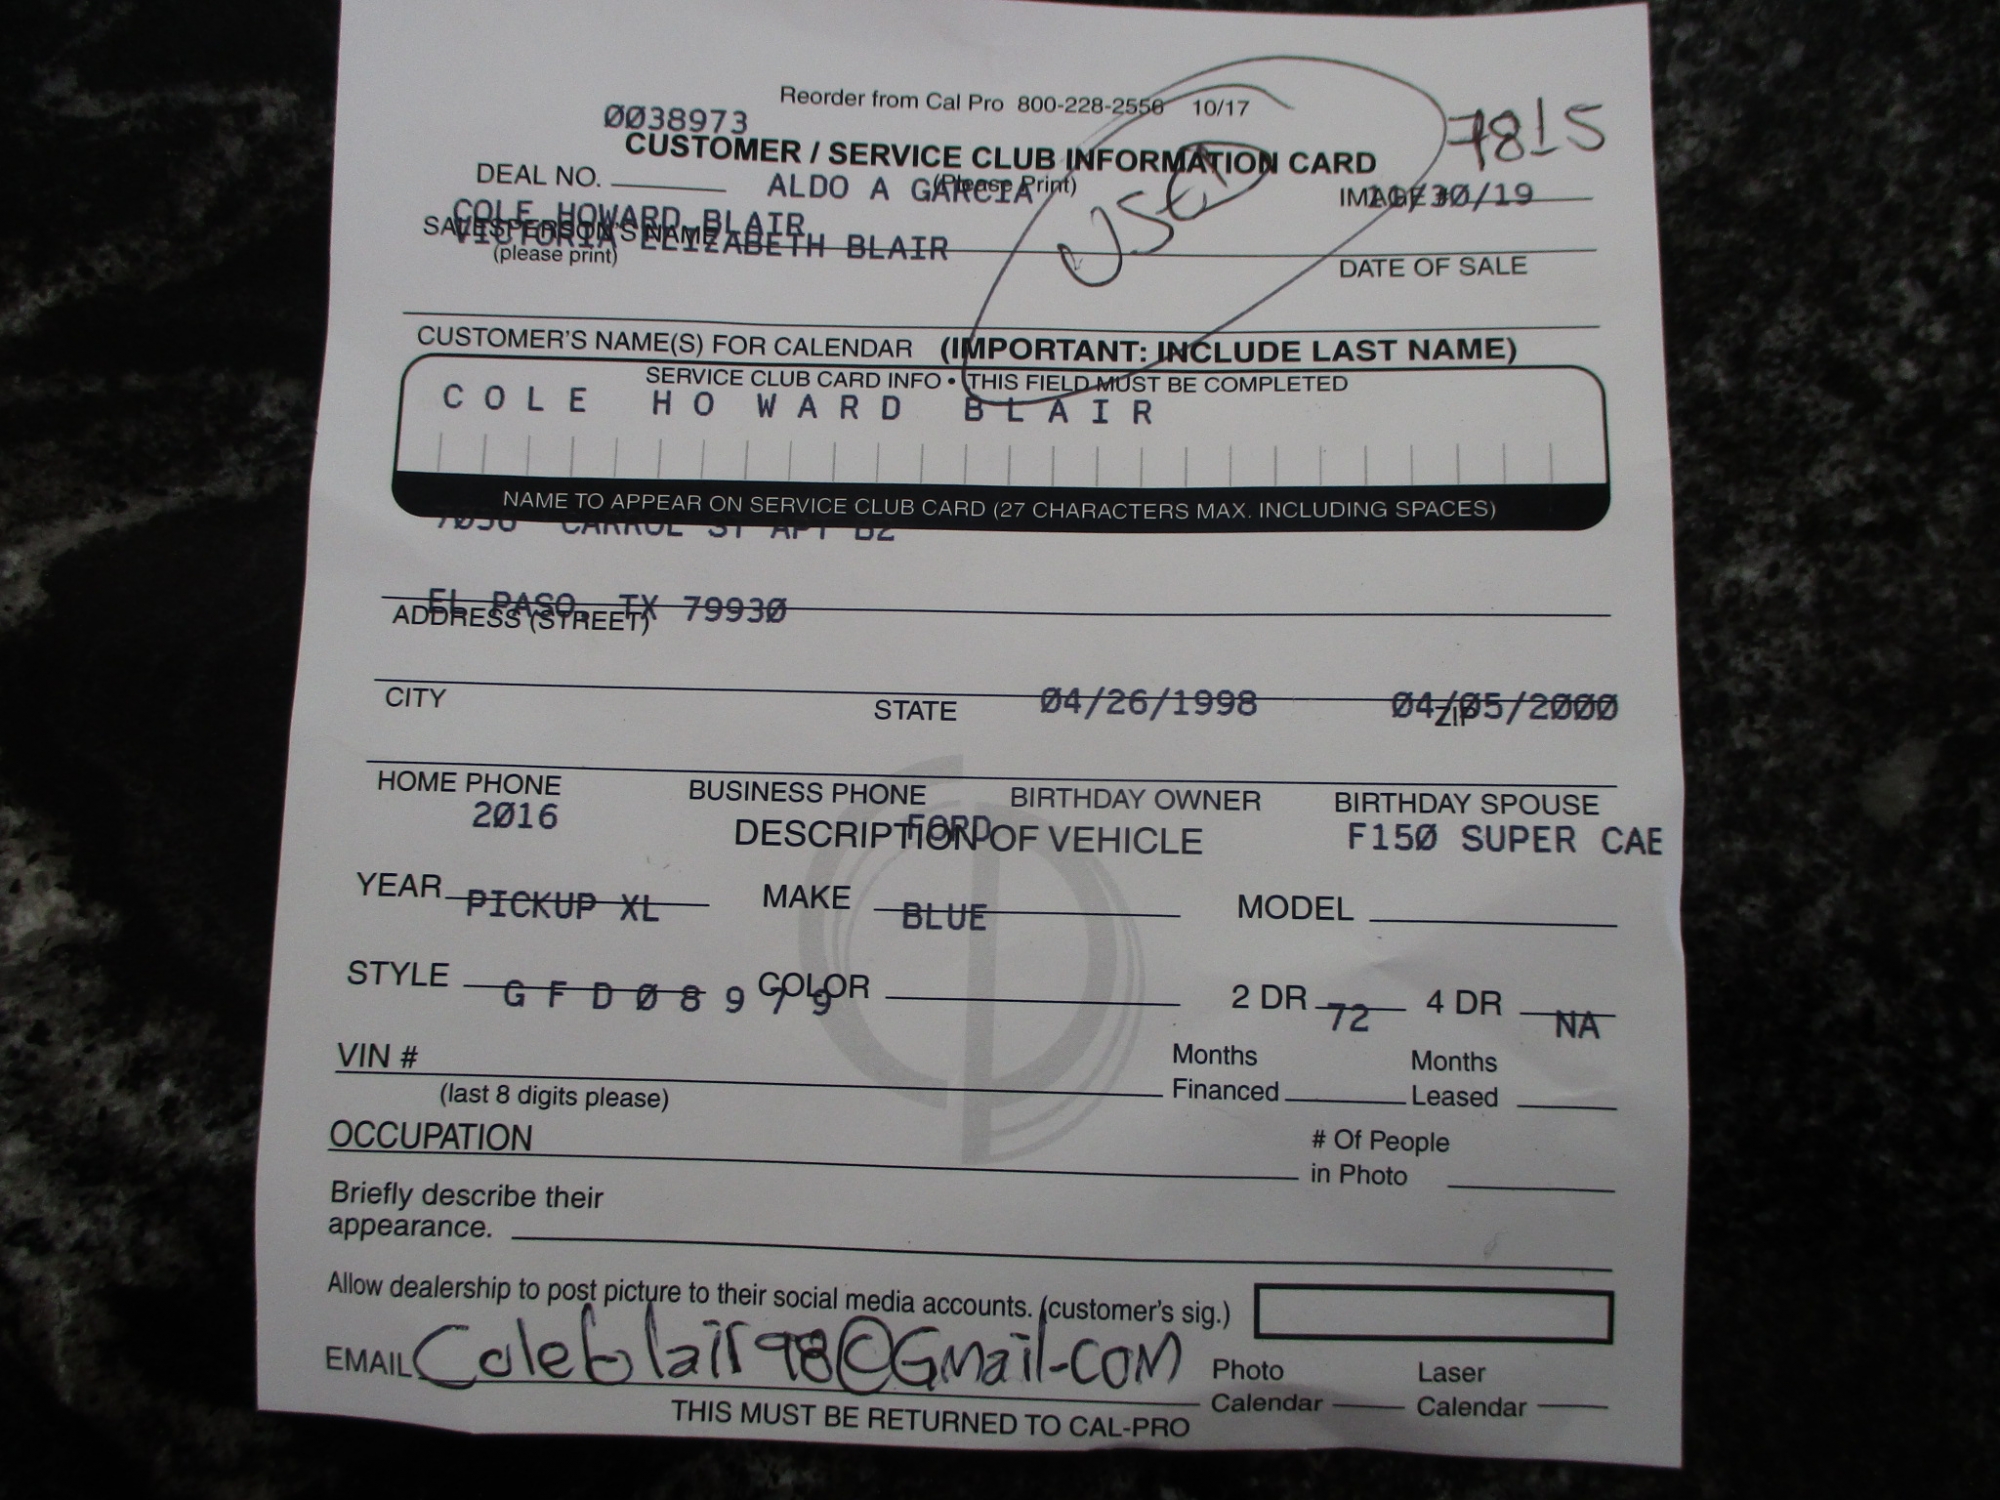 Reorder from Cal Pro 800-228-2556 10/17
0038973
7815
CUSTOMER / SERVICE CLUB INFORMATION CARD
(Please Print)
DEAL NO.
ALDO A GARCIA
IMAGE #
/30/19
COLE HOWARD BLAIR
SALESPERSON'S NAME
VICTORIA ELIZABETH BLAIR
(please print)
USED
DATE OF SALE
CUSTOMER'S NAME(S) FOR CALENDAR (IMPORTANT: INCLUDE LAST NAME)
SERVICE CLUB CARD INFO • THIS FIELD MUST BE COMPLETED
COLE HOWARD BLAIR
NAME TO APPEAR ON SERVICE CLUB CARD (27 CHARACTERS MAX. INCLUDING SPACES)
CARROL ST APT B2
EL PASO, TX 79930
ADDRESS (STREET)
CITY STATE ZIP
04/26/1998 04/05/2000
HOME PHONE BUSINESS PHONE BIRTHDAY OWNER BIRTHDAY SPOUSE
2016 FORD F150 SUPER CAE
DESCRIPTION OF VEHICLE
YEAR MAKE MODEL
PICKUP XL BLUE
STYLE COLOR 2 DR 4 DR
GFD08979 72 NA
VIN # Months Financed Months Leased
(last 8 digits please)
OCCUPATION # Of People in Photo
Briefly describe their
appearance.
Allow dealership to post picture to their social media accounts. (customer's sig.)
EMAIL Coleblair98@Gmail.com Photo Calendar Laser Calendar
THIS MUST BE RETURNED TO CAL-PRO